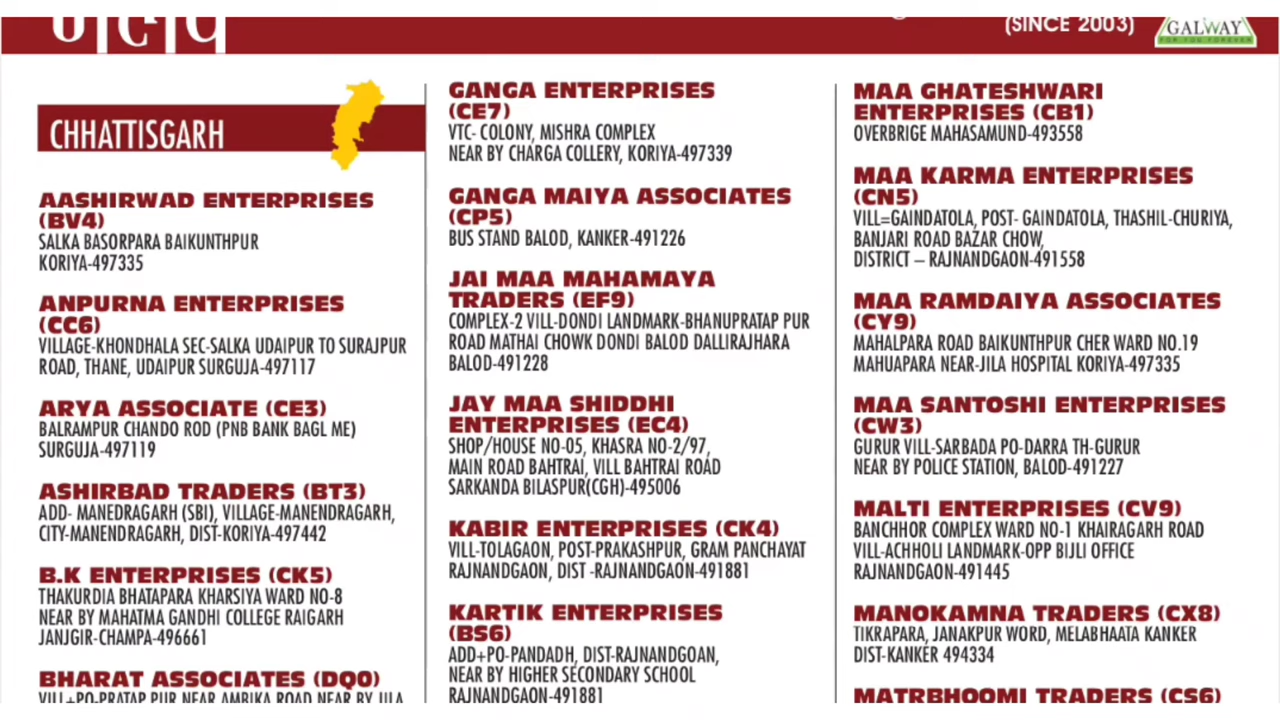 (SINCE 2003)
GALWAY
FOR YOU FOREVER
CHHATTISGARH
AASHIRWAD ENTERPRISES
(BV4)
SALKA BASORPARA BAIKUNTHPUR
KORIYA-497335
ANPURNA ENTERPRISES
(CC6)
VILLAGE-KHONDHALA SEC-SALKA UDAIPUR TO SURAJPUR
ROAD, THANE, UDAIPUR SURGUJA-497117
ARYA ASSOCIATE (CE3)
BALRAMPUR CHANDO ROD (PNB BANK BAGL ME)
SURGUJA-497119
ASHIRBAD TRADERS (BT3)
ADD- MANEDRAGARH (SBI), VILLAGE-MANENDRAGARH,
CITY-MANENDRAGARH, DIST-KORIYA-497442
B.K ENTERPRISES (CK5)
THAKURDIA BHATAPARA KHARSIYA WARD NO-8
NEAR BY MAHATMA GANDHI COLLEGE RAIGARH
JANJGIR-CHAMPA-496661
BHARAT ASSOCIATES (DQ0)
VILL+PO-PRATAP PUR NEAR AMBIKA ROAD NEAR BY JILA
GANGA ENTERPRISES
(CE7)
VTC- COLONY, MISHRA COMPLEX
NEAR BY CHARGA COLLERY, KORIYA-497339
GANGA MAIYA ASSOCIATES
(CP5)
BUS STAND BALOD, KANKER-491226
JAI MAA MAHAMAYA
TRADERS (EF9)
COMPLEX-2 VILL-DONDI LANDMARK-BHANUPRATAP PUR
ROAD MATHAI CHOWK DONDI BALOD DALLIRAJHARA
BALOD-491228
JAY MAA SHIDDHI
ENTERPRISES (EC4)
SHOP/HOUSE NO-05, KHASRA NO-2/97,
MAIN ROAD BAHTRAI, VILL BAHTRAI ROAD
SARKANDA BILASPUR(CGH)-495006
KABIR ENTERPRISES (CK4)
VILL-TOLAGAON, POST-PRAKASHPUR, GRAM PANCHAYAT
RAJNANDGAON, DIST -RAJNANDGAON-491881
KARTIK ENTERPRISES
(BS6)
ADD+PO-PANDADH, DIST-RAJNANDGOAN,
NEAR BY HIGHER SECONDARY SCHOOL
RAJNANDGAON-491881
MAA GHATESHWARI
ENTERPRISES (CB1)
OVERBRIGE MAHASAMUND-493558
MAA KARMA ENTERPRISES
(CN5)
VILL=GAINDATOLA, POST- GAINDATOLA, THASHIL-CHURIYA,
BANJARI ROAD BAZAR CHOW,
DISTRICT – RAJNANDGAON-491558
MAA RAMDAIYA ASSOCIATES
(CY9)
MAHALPARA ROAD BAIKUNTHPUR CHER WARD NO.19
MAHUAPARA NEAR-JILA HOSPITAL KORIYA-497335
MAA SANTOSHI ENTERPRISES
(CW3)
GURUR VILL-SARBADA PO-DARRA TH-GURUR
NEAR BY POLICE STATION, BALOD-491227
MALTI ENTERPRISES (CV9)
BANCHHOR COMPLEX WARD NO-1 KHAIRAGARH ROAD
VILL-ACHHOLI LANDMARK-OPP BIJLI OFFICE
RAJNANDGAON-491445
MANOKAMNA TRADERS (CX8)
TIKRAPARA, JANAKPUR WORD, MELABHAATA KANKER
DIST-KANKER 494334
MATRBHOOMI TRADERS (CS6)